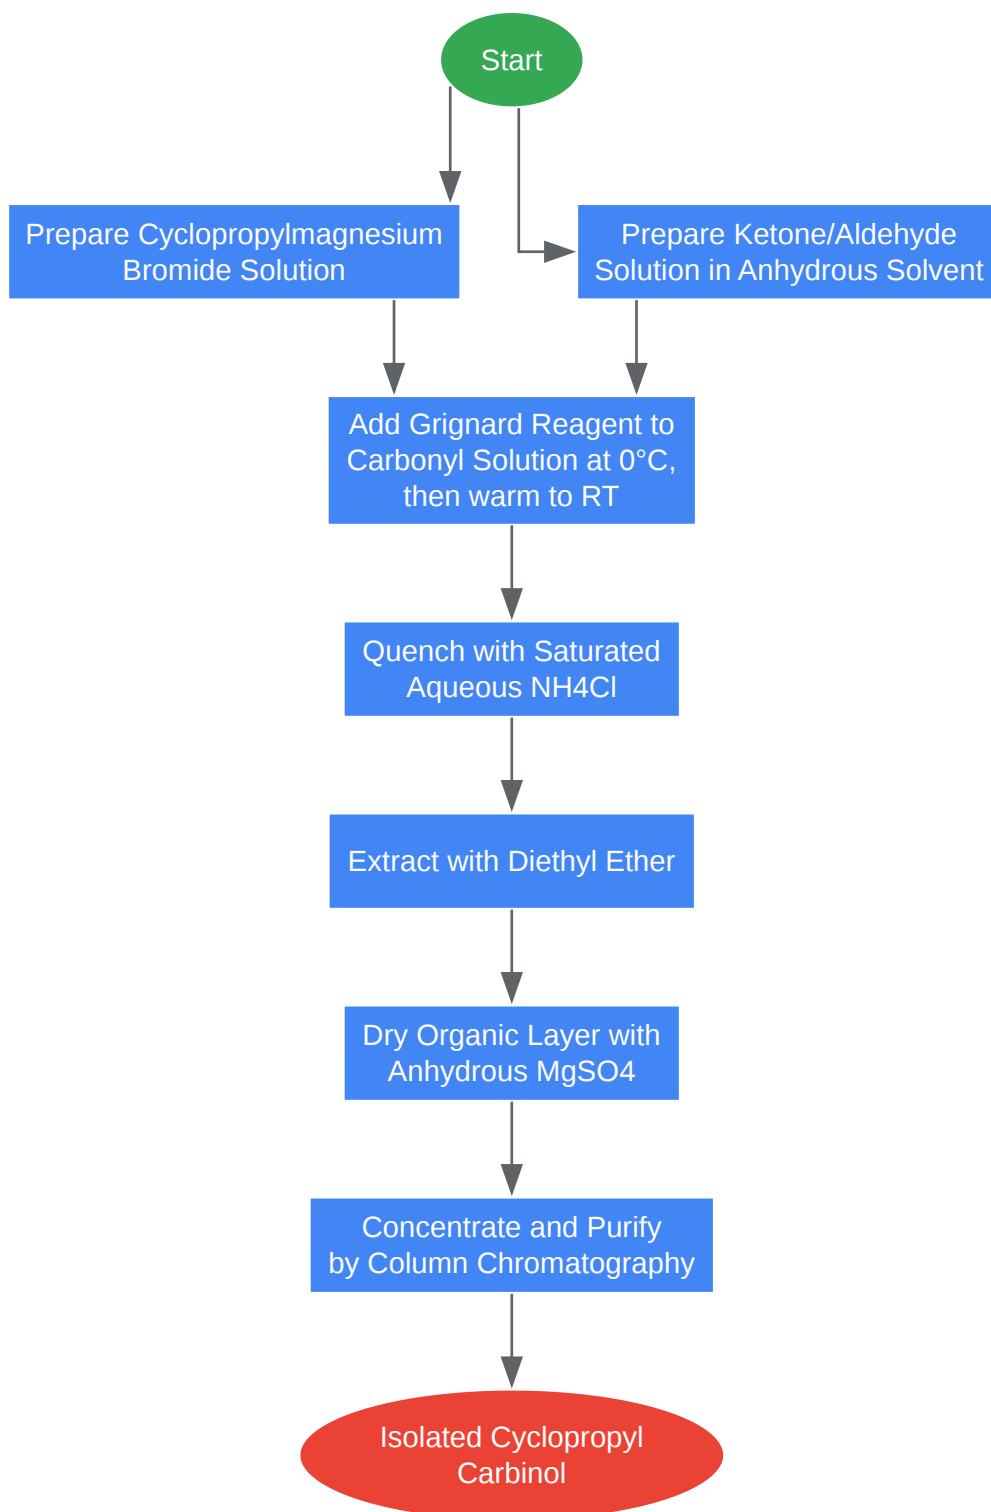 Start
Prepare Cyclopropylmagnesium
Bromide Solution
Prepare Ketone/Aldehyde
Solution in Anhydrous Solvent
Add Grignard Reagent to
Carbonyl Solution at 0°C,
then warm to RT
Quench with Saturated
Aqueous NH4Cl
Extract with Diethyl Ether
Dry Organic Layer with
Anhydrous MgSO4
Concentrate and Purify
by Column Chromatography
Isolated Cyclopropyl
Carbinol